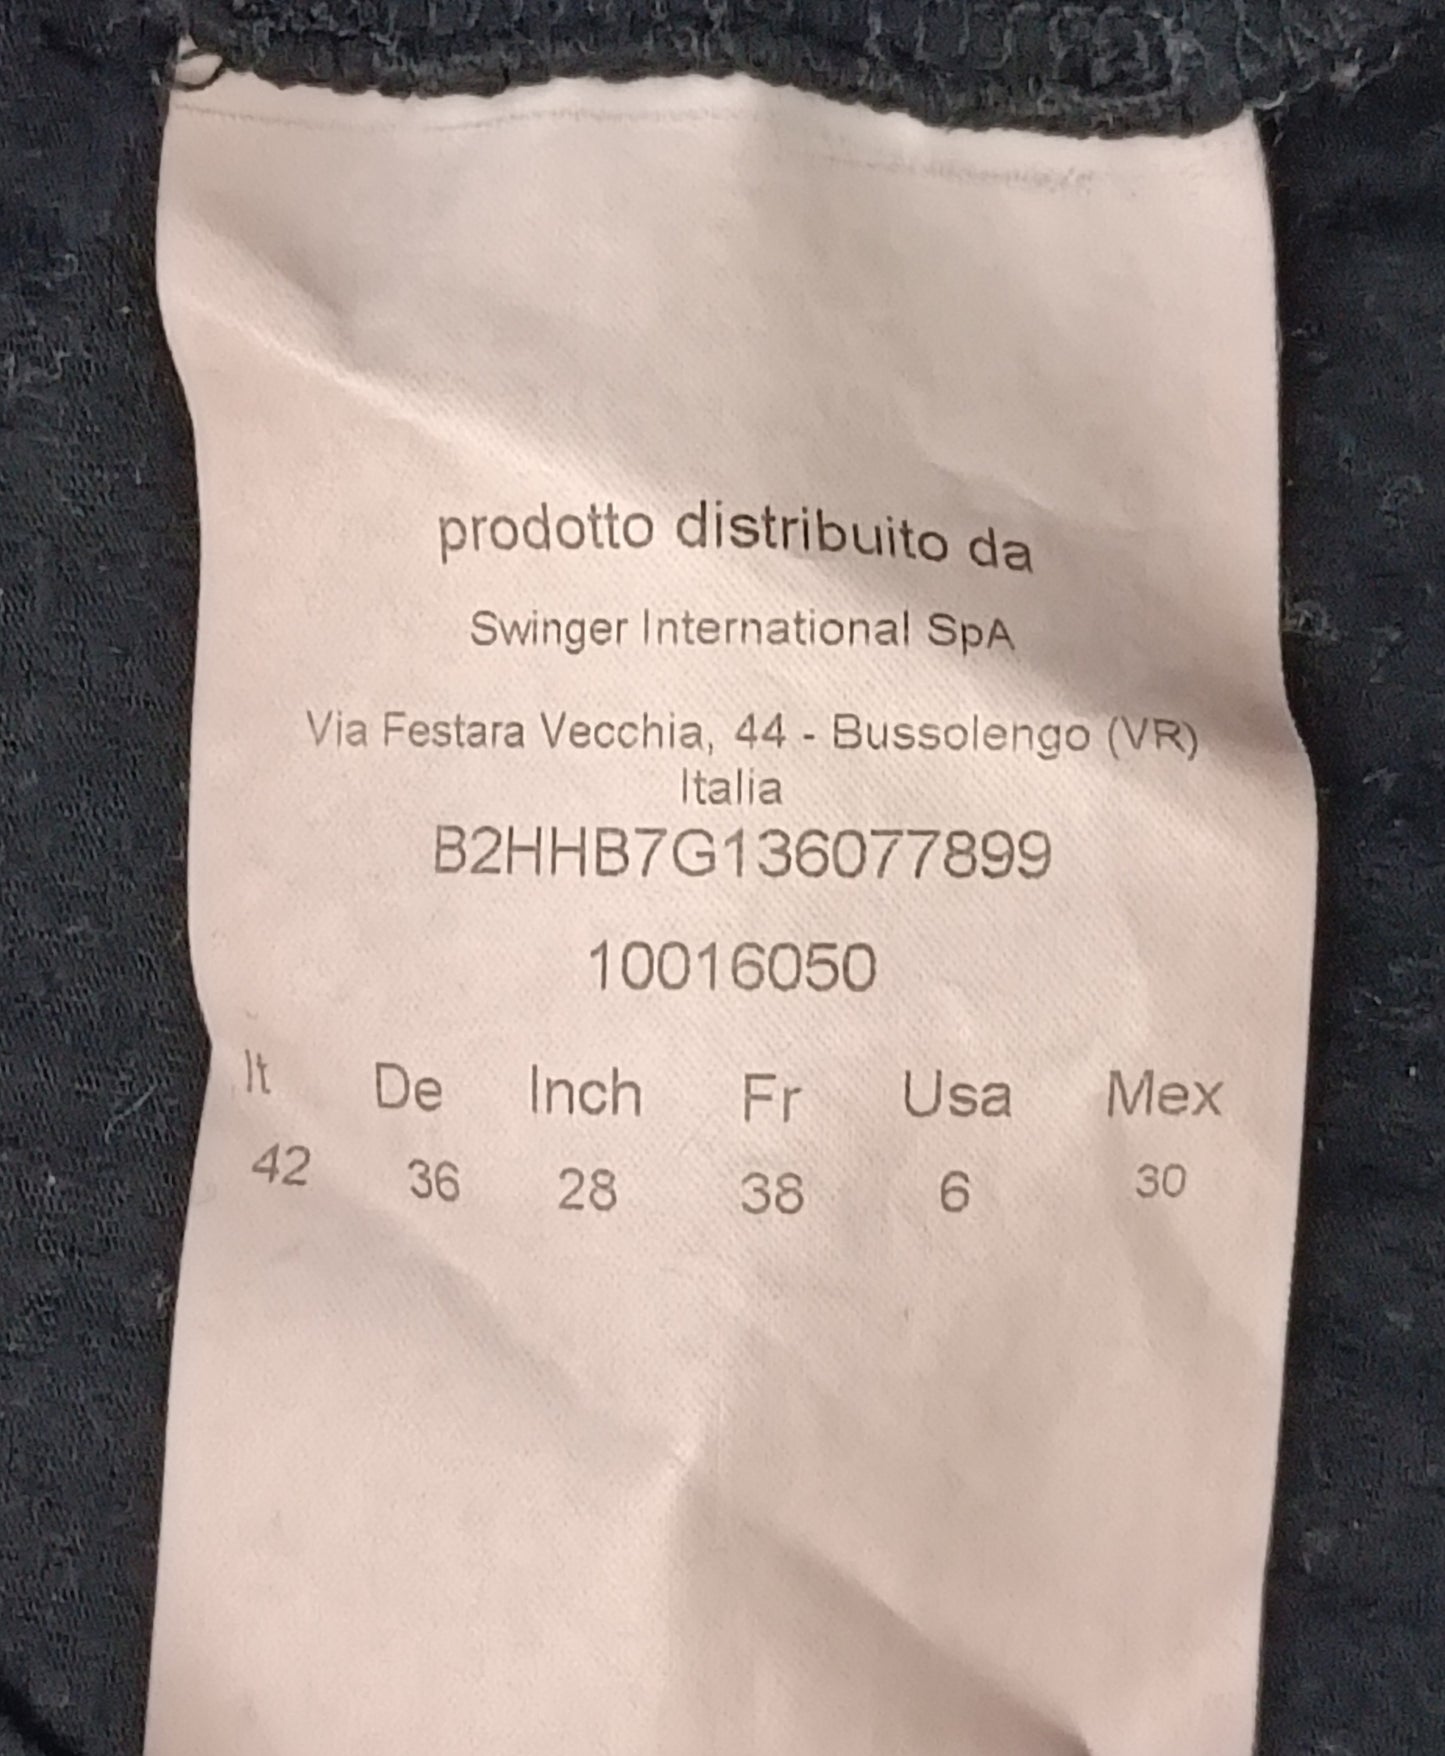 prodotto distribuito da
Swinger International SpA
Via Festara Vecchia, 44 - Bussolengo (VR)
Italia
B2HHB7G136077899
10016050
It De Inch Fr Usa Mex
42 36 28 38 6 30